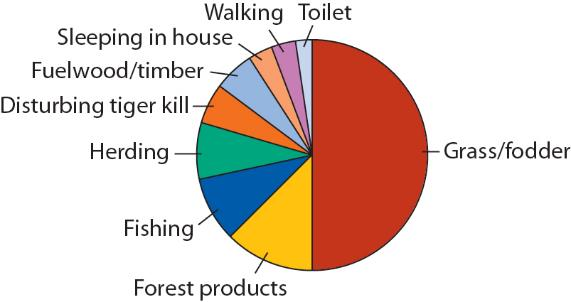 Walking
Toilet
Sleeping in house
Fuelwood/timber
Disturbing tiger kill
Herding
Grass/fodder
Fishing
Forest products